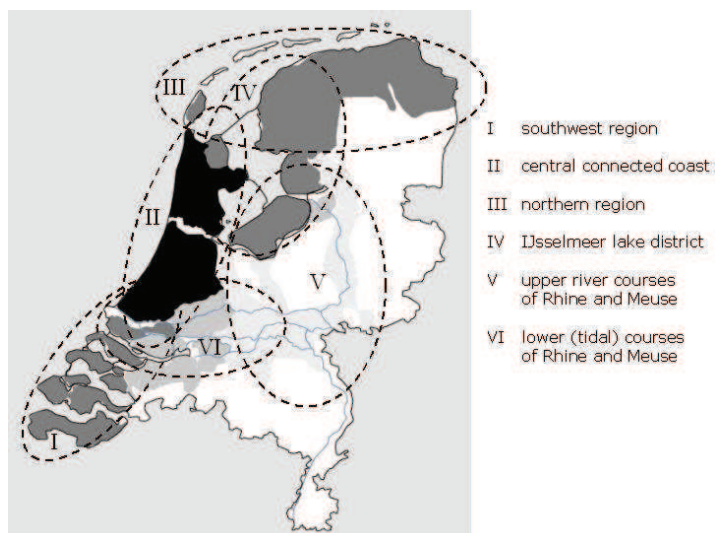 III
IV
II
V
VI
I
I southwest region
II central connected coast
III northern region
IV IJsselmeer lake district
V upper river courses
of Rhine and Meuse
VI lower (tidal) courses
of Rhine and Meuse